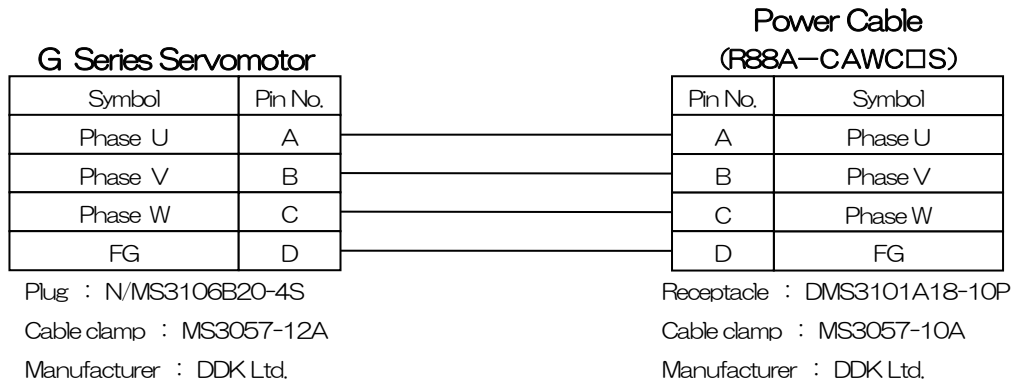 Power Cable
G Series Servomotor
(R88A-CAWC□S)
Symbol Pin No.
Pin No. Symbol
Phase U A
A Phase U
Phase V B
B Phase V
Phase W C
C Phase W
FG D
D FG
Plug : N/MS3106B20-4S
Receptacle : DMS3101A18-10P
Cable clamp : MS3057-12A
Cable clamp : MS3057-10A
Manufacturer : DDK Ltd.
Manufacturer : DDK Ltd.